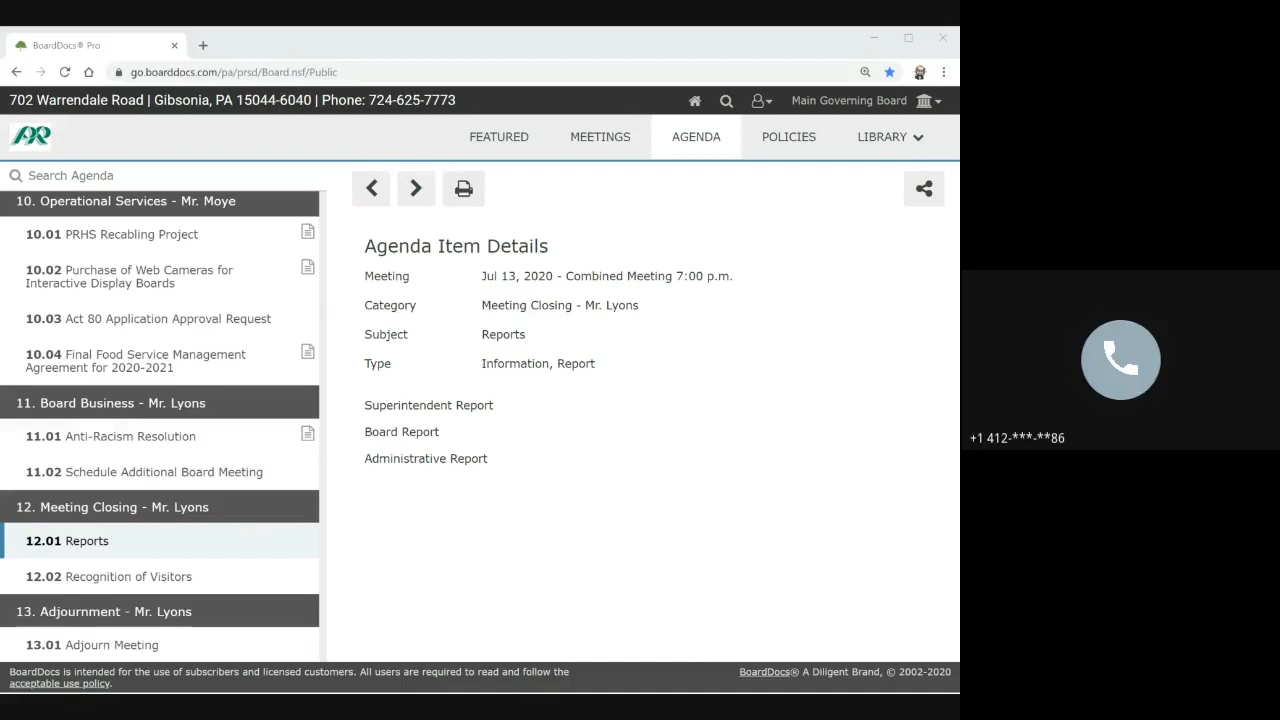 BoardDocs® Pro
go.boarddocs.com/pa/prsd/Board.nsf/Public
702 Warrendale Road | Gibsonia, PA 15044-6040 | Phone: 724-625-7773
Main Governing Board
PR
FEATURED
MEETINGS
AGENDA
POLICIES
LIBRARY
Search Agenda
10. Operational Services - Mr. Moye
10.01 PRHS Recabling Project
10.02 Purchase of Web Cameras for
Interactive Display Boards
10.03 Act 80 Application Approval Request
10.04 Final Food Service Management
Agreement for 2020-2021
11. Board Business - Mr. Lyons
11.01 Anti-Racism Resolution
11.02 Schedule Additional Board Meeting
12. Meeting Closing - Mr. Lyons
12.01 Reports
12.02 Recognition of Visitors
13. Adjournment - Mr. Lyons
13.01 Adjourn Meeting
Agenda Item Details
Meeting Jul 13, 2020 - Combined Meeting 7:00 p.m.
Category Meeting Closing - Mr. Lyons
Subject Reports
Type Information, Report
Superintendent Report
Board Report
Administrative Report
+1 412-***-**86
BoardDocs is intended for the use of subscribers and licensed customers. All users are required to read and follow the
acceptable use policy.
BoardDocs® A Diligent Brand, © 2002-2020